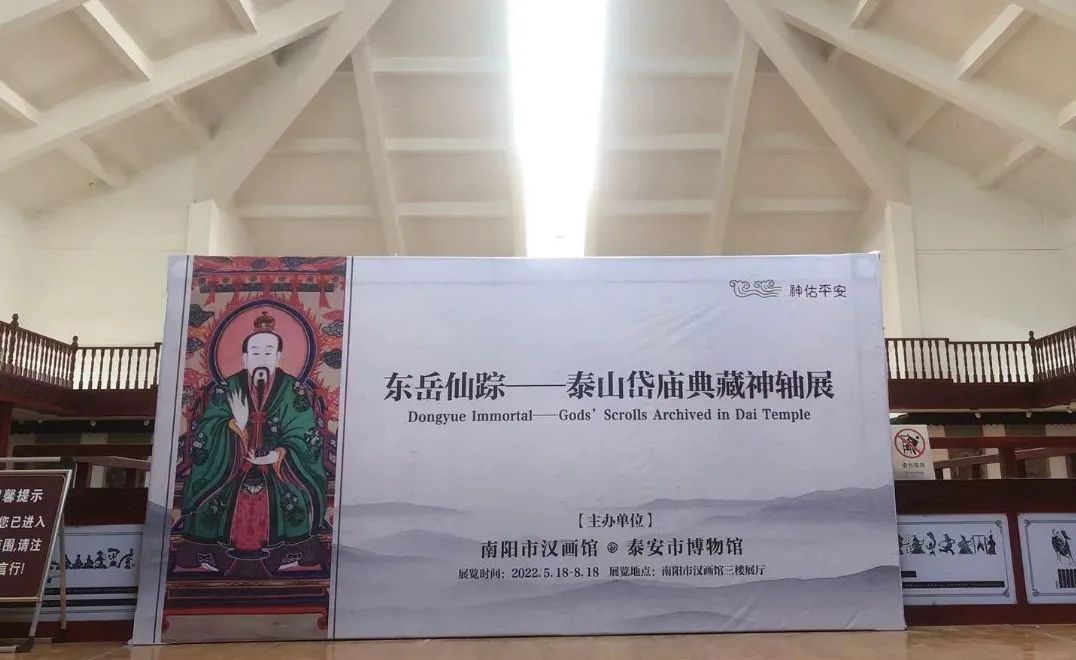 神佑平安
东岳仙踪——泰山岱庙典藏神轴展
Dongyue Immortal——Gods’ Scrolls Archived in Dai Temple
【主办单位】
南阳市汉画馆 泰安市博物馆
展览时间：2022.5.18-8.18 展览地点：南阳市汉画馆三楼展厅
馨提示
您已进入
范围,请注
言行!